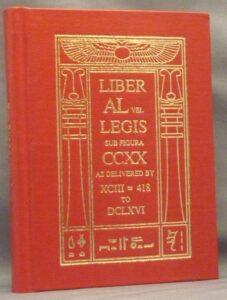 LIBER
AL VEL
LEGIS
SUB FIGURA
CCXX
AS DELIVERED BY
XCIII = 418
TO
DCLXVI